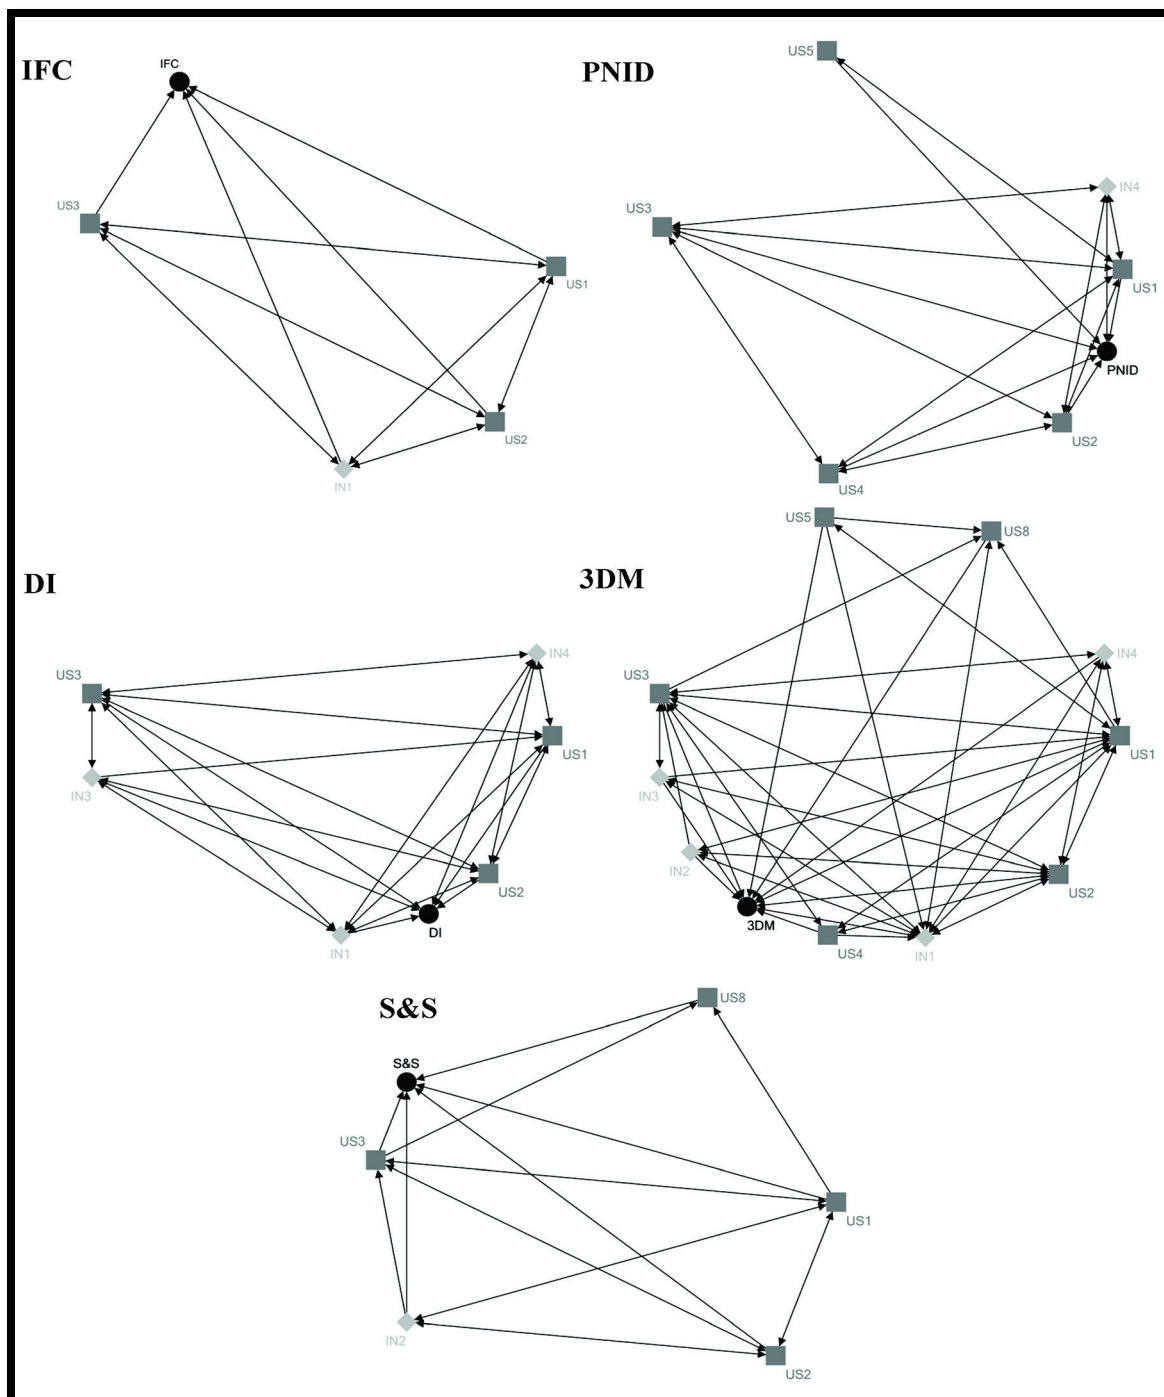 IFC
IFC
US3
US1
US2
IN1
PNID
US5
IN4
US3
US1
PNID
US2
US4
DI
IN4
US3
US1
IN3
US2
DI
IN1
3DM
US5
US8
IN4
US3
US1
IN3
IN2
US2
3DM
US4
IN1
S&S
US8
S&S
US3
US1
IN2
US2